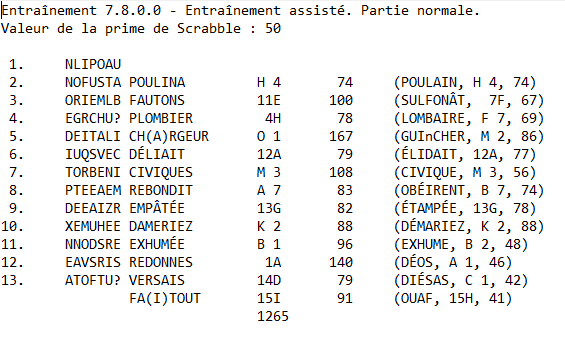 Entraînement 7.8.0.0 - Entraînement assisté. Partie normale.
Valeur de la prime de Scrabble : 50
1. NLIPOAU
2. NOFUSTA POULINA H 4 74 (POULAIN, H 4, 74)
3. ORIEMLB FAUTONS 11E 100 (SULFONÂT, 7F, 67)
4. EGRCHU? PLOMBIER 4H 78 (LOMBAIRE, F 7, 69)
5. DEITALI CH(A)RGEUR O 1 167 (GUInCHER, M 2, 86)
6. IUQSVEC DÉLIAIT 12A 79 (ÉLIDAIT, 12A, 77)
7. TORBENI CIVIQUES M 3 108 (CIVIQUE, M 3, 56)
8. PTEEAEM REBONDIT A 7 83 (OBÉIRENT, B 7, 74)
9. DEEAIZR EMPÂTÉE 13G 82 (ÉTAMPÉE, 13G, 78)
10. XEMUHEE DAMERIEZ K 2 88 (DÉMARIEZ, K 2, 88)
11. NNODSRE EXHUMÉE B 1 96 (EXHUME, B 2, 48)
12. EAVSRIS REDONNES 1A 140 (DÉOS, A 1, 46)
13. ATOFTU? VERSAIS 14D 79 (DIÉSAS, C 1, 42)
FA(I)TOUT 15I 91 (OUAF, 15H, 41)
1265